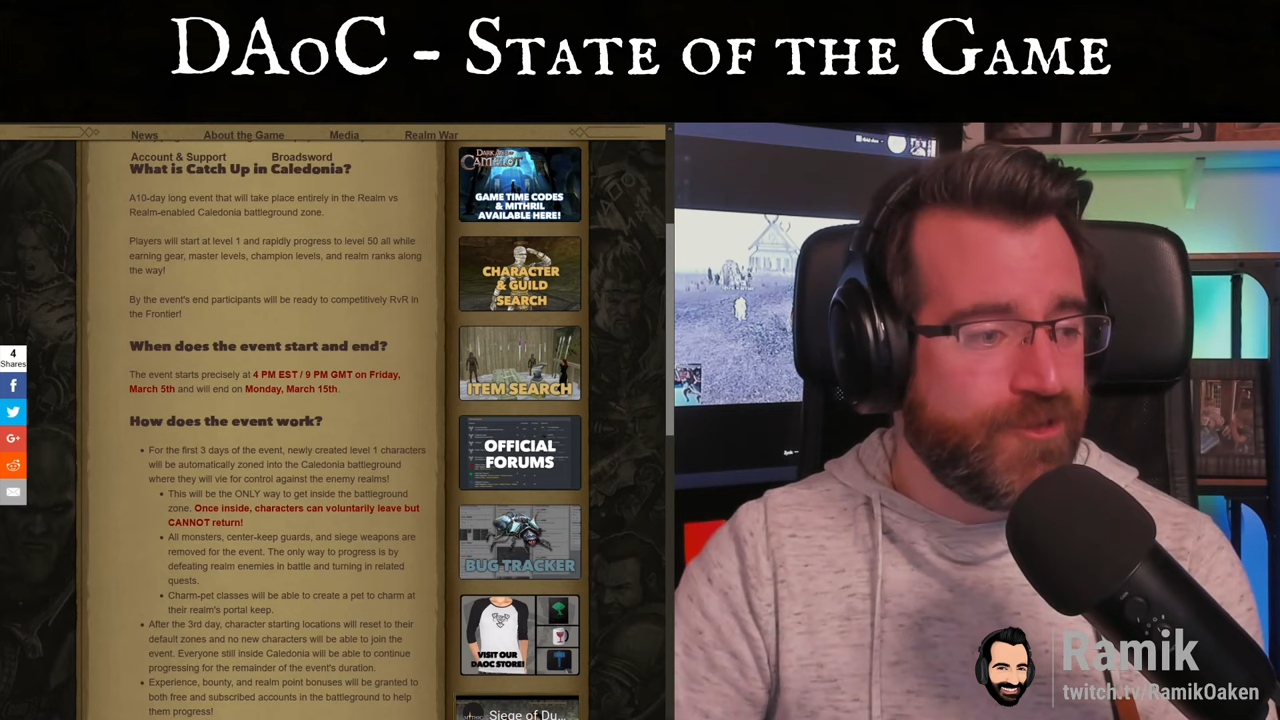 DAoC - State of the Game
News
About the Game
Media
Realm War
Account & Support
Broadsword
What is Catch Up in Caledonia?
A10-day long event that will take place entirely in the Realm vs
Realm-enabled Caledonia battleground zone.
Players will start at level 1 and rapidly progress to level 50 all while
earning gear, master levels, champion levels, and realm ranks along
the way!
By the event's end participants will be ready to competitively RvR in
the Frontier!
When does the event start and end?
The event starts precisely at 4 PM EST / 9 PM GMT on Friday,
March 5th and will end on Monday, March 15th.
How does the event work?
• For the first 3 days of the event, newly created level 1 characters
will be automatically zoned into the Caledonia battleground
where they will vie for control against the enemy realms!
• This will be the ONLY way to get inside the battleground
zone. Once inside, characters can voluntarily leave but
CANNOT return!
• All monsters, center-keep guards, and siege weapons are
removed for the event. The only way to progress is by
defeating realm enemies in battle and turning in related
quests.
• Charm-pet classes will be able to create a pet to charm at
their realm's portal keep.
• After the 3rd day, character starting locations will reset to their
default zones and no new characters will be able to join the
event. Everyone still inside Caledonia will be able to continue
progressing for the remainder of the event's duration.
• Experience, bounty, and realm point bonuses will be granted to
both free and subscribed accounts in the battleground to help
them progress!
4
Shares
DARK AGE OF
CAMELOT
GAME TIME CODES
& MITHRIL
AVAILABLE HERE!
CHARACTER
& GUILD
SEARCH
ITEM SEARCH
OFFICIAL
FORUMS
BUG TRACKER
VISIT OUR
DAOC STORE!
Siege of Du...
Ramik
twitch.tv/RamikOaken